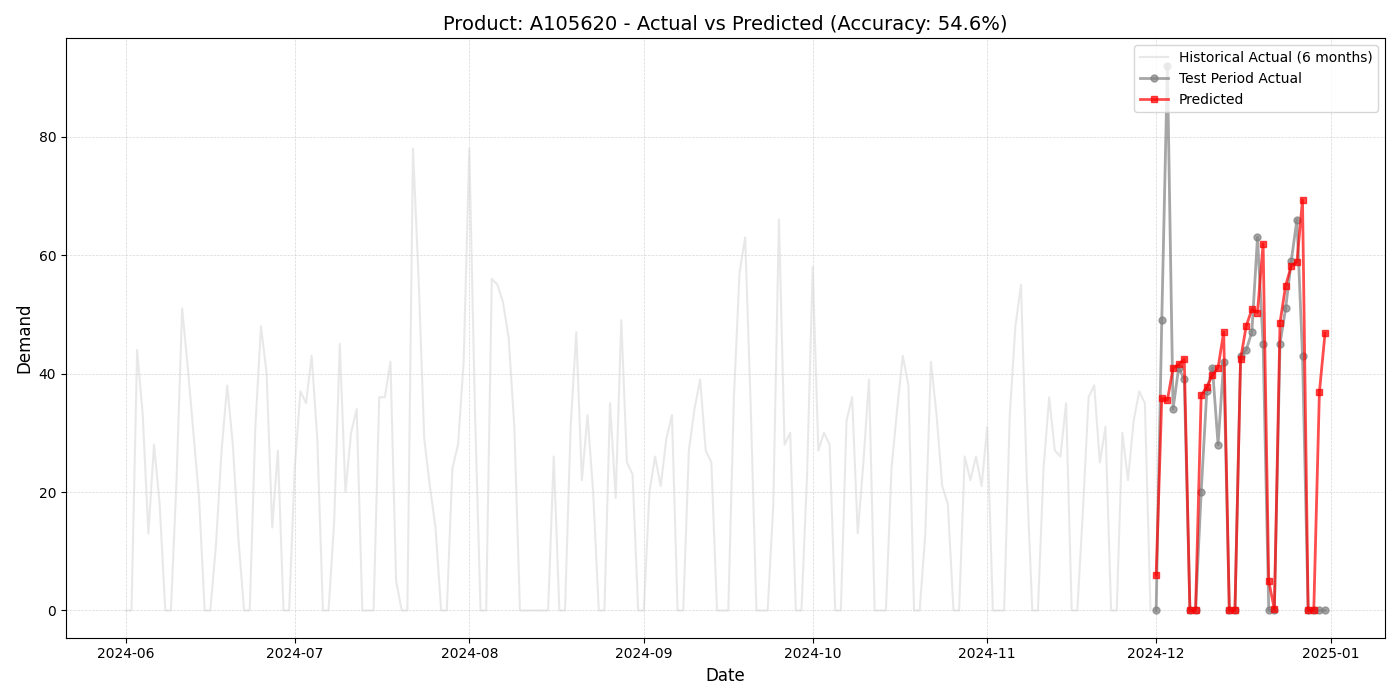 Product: A105620 - Actual vs Predicted (Accuracy: 54.6%)
Historical Actual (6 months)
Test Period Actual
Predicted
Demand
80
60
40
20
0
2024-06 2024-07 2024-08 2024-09 2024-10 2024-11 2024-12 2025-01
Date